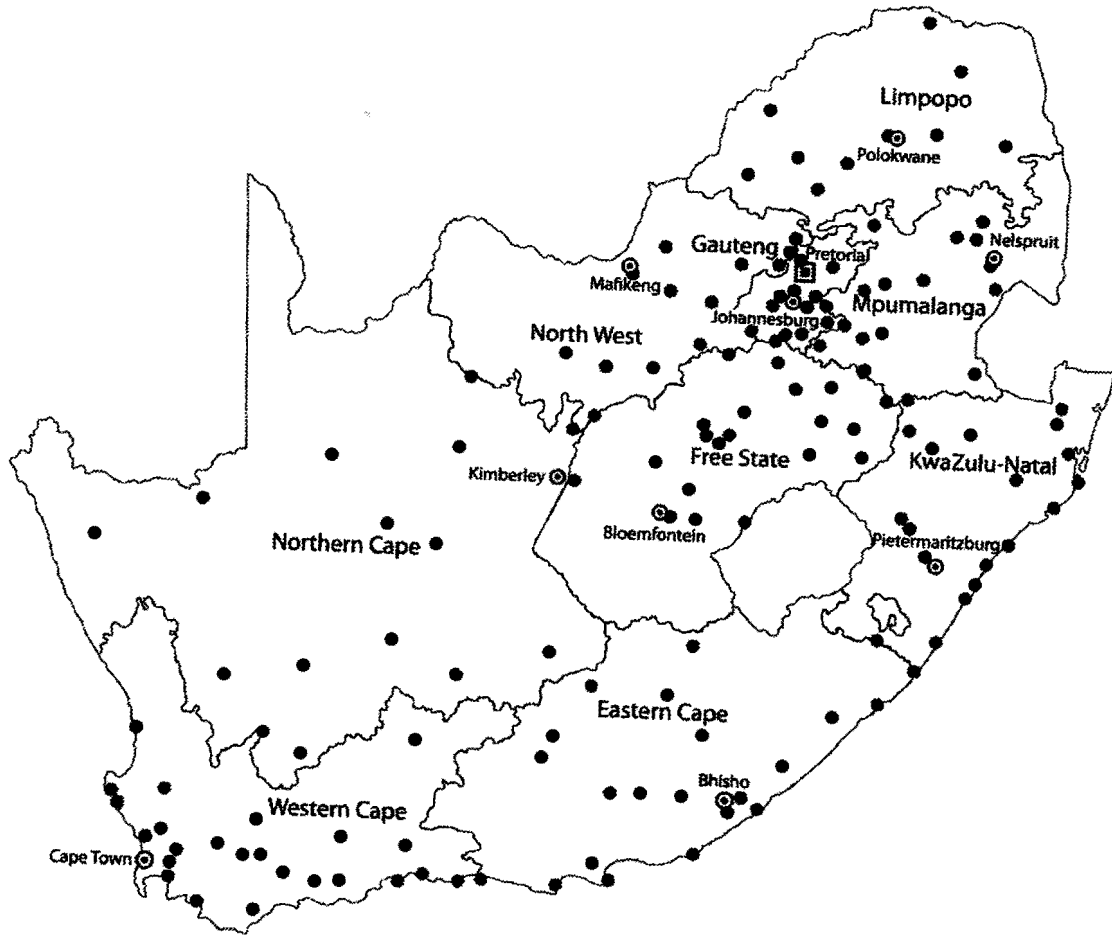 Limpopo
Polokwane
Gauteng
Pretorial
Nelspruit
Mafikeng
Mpumalanga
Johannesburg
North West
Free State
KwaZulu-Natal
Kimberley
Bloemfontein
Northern Cape
Pietermaritzburg
Eastern Cape
Bhisho
Western Cape
Cape Town